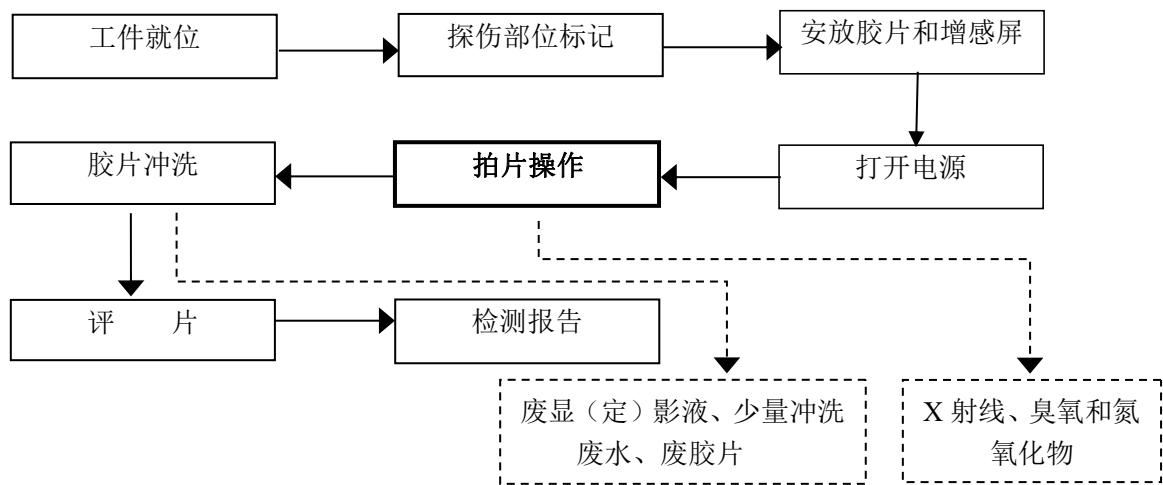 工件就位
探伤部位标记
安放胶片和增感屏
胶片冲洗
拍片操作
打开电源
评 片
检测报告
废显（定）影液、少量冲洗
废水、废胶片
X 射线、臭氧和氮
氧化物